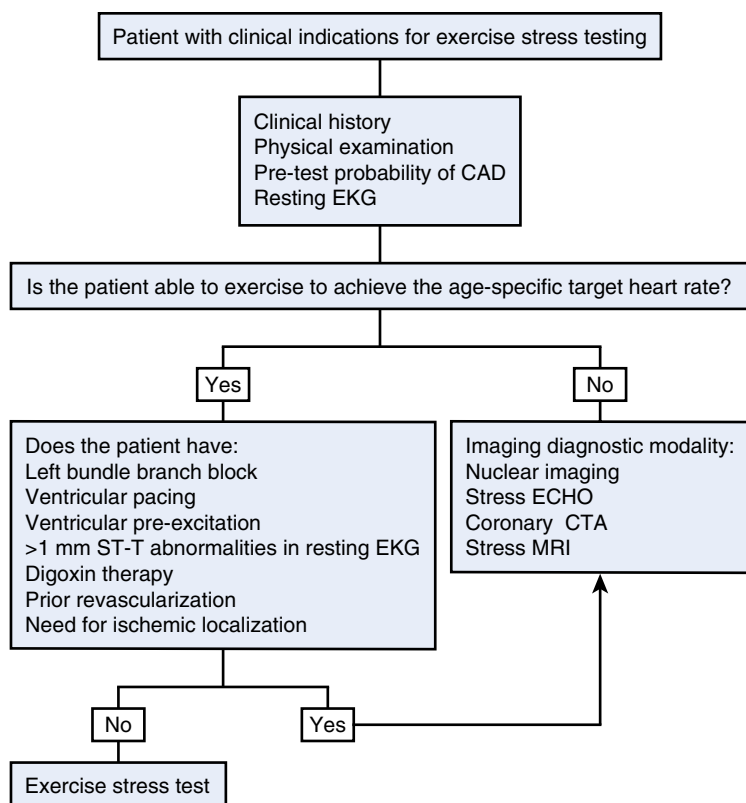 Patient with clinical indications for exercise stress testing
Clinical history
Physical examination
Pre-test probability of CAD
Resting EKG
Is the patient able to exercise to achieve the age-specific target heart rate?
Yes
No
Does the patient have:
Left bundle branch block
Ventricular pacing
Ventricular pre-excitation
>1 mm ST-T abnormalities in resting EKG
Digoxin therapy
Prior revascularization
Need for ischemic localization
Imaging diagnostic modality:
Nuclear imaging
Stress ECHO
Coronary CTA
Stress MRI
No
Yes
Exercise stress test